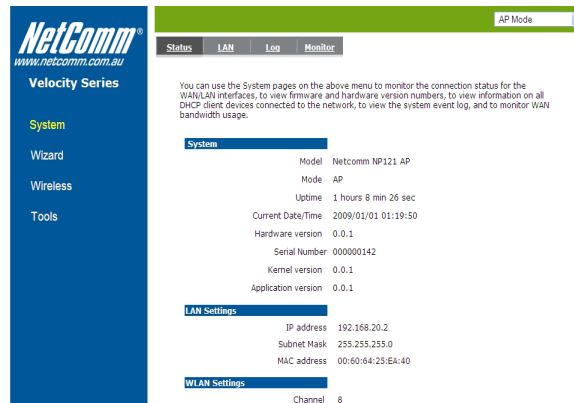 AP Mode
NetComm®
www.netcomm.com.au
Velocity Series
System
Wizard
Wireless
Tools
Status LAN Log Monitor
You can use the System pages on the above menu to monitor the connection status for the
WAN/LAN interfaces, to view firmware and hardware version numbers, to view information on all
DHCP client devices connected to the network, to view the system event log, and to monitor WAN
bandwidth usage.
System
Model Netcomm NP121 AP
Mode AP
Uptime 1 hours 8 min 26 sec
Current Date/Time 2009/01/01 01:19:50
Hardware version 0.0.1
Serial Number 000000142
Kernel version 0.0.1
Application version 0.0.1
LAN Settings
IP address 192.168.20.2
Subnet Mask 255.255.255.0
MAC address 00:60:64:25:EA:40
WLAN Settings
Channel 8